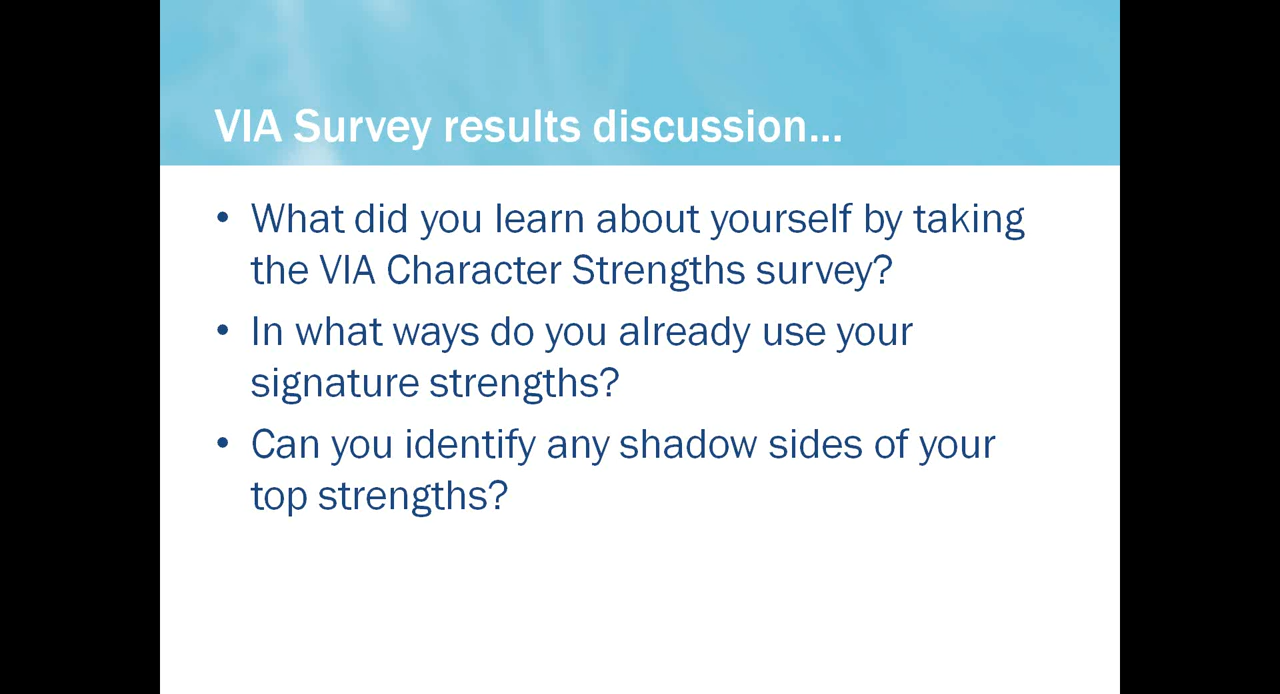 VIA Survey results discussion...
• What did you learn about yourself by taking
the VIA Character Strengths survey?
• In what ways do you already use your
signature strengths?
• Can you identify any shadow sides of your
top strengths?